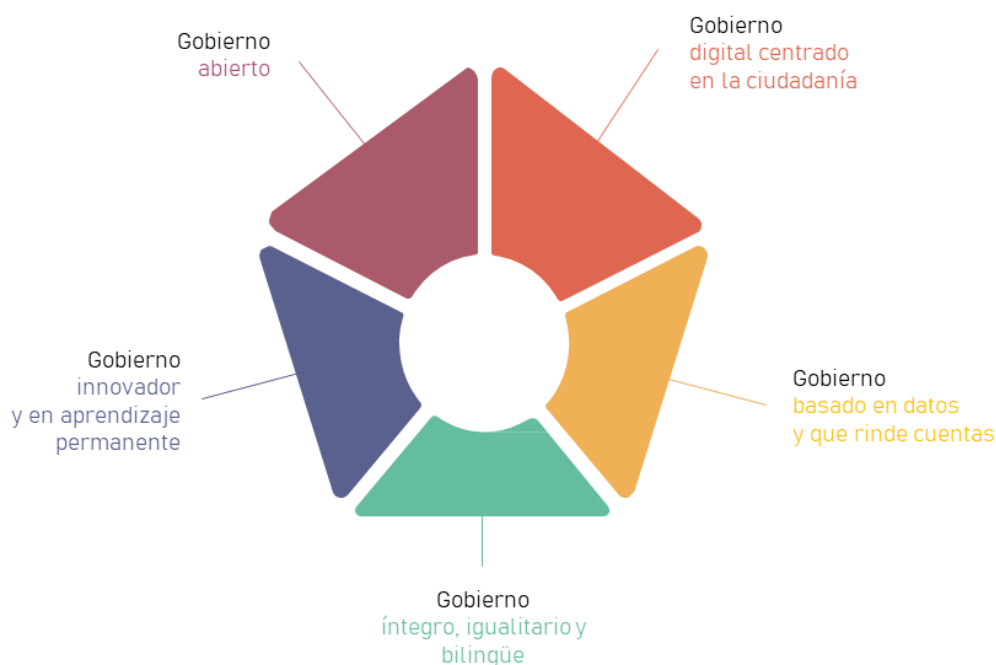 Gobierno
abierto
Gobierno
digital centrado
en la ciudadanía
Gobierno
innovador
y en aprendizaje
permanente
Gobierno
basado en datos
y que rinde cuentas
Gobierno
íntegro, igualitario y
bilingüe